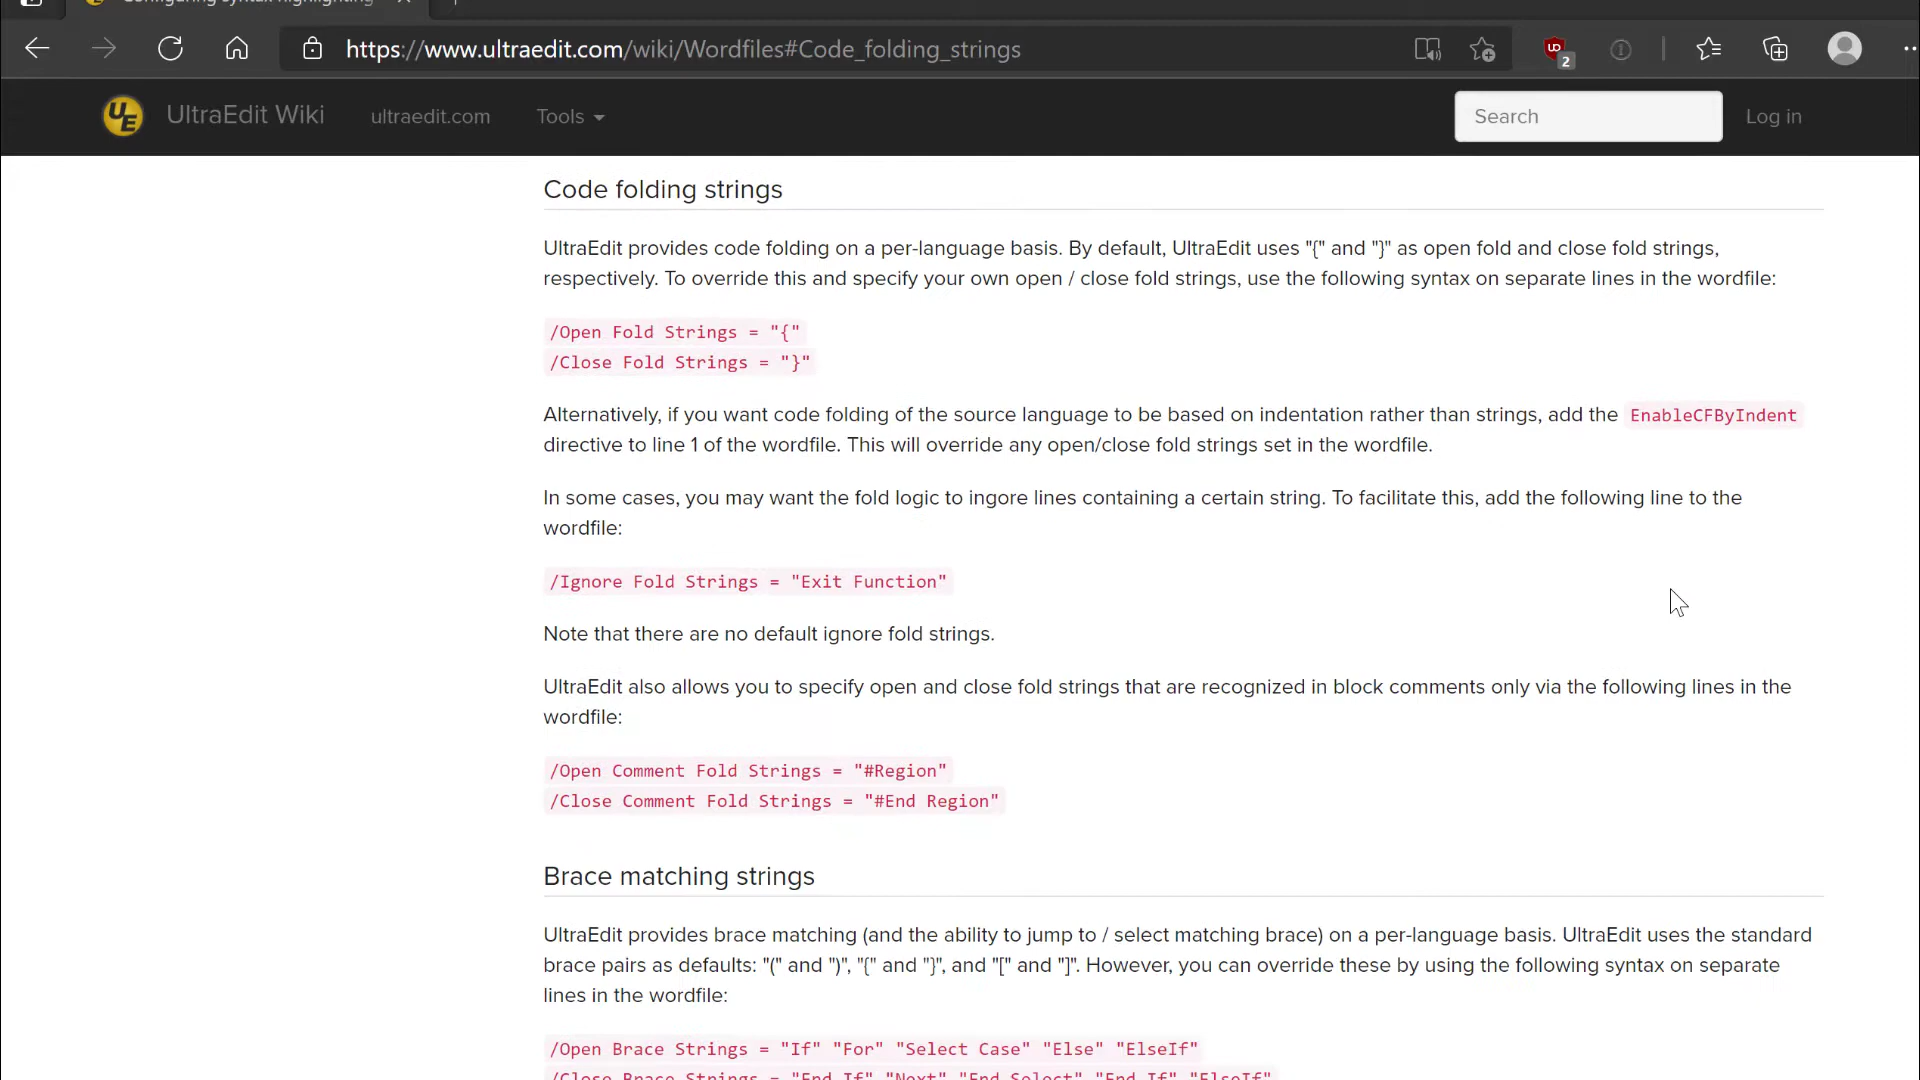 Configuring syntax highlighting
https://www.ultraedit.com/wiki/Wordfiles#Code_folding_strings
2
UE
UltraEdit Wiki
ultraedit.com
Tools
Search
Log in
Code folding strings
UltraEdit provides code folding on a per-language basis. By default, UltraEdit uses "{" and "}" as open fold and close fold strings,
respectively. To override this and specify your own open / close fold strings, use the following syntax on separate lines in the wordfile:
/Open Fold Strings = "{"
/Close Fold Strings = "}"
Alternatively, if you want code folding of the source language to be based on indentation rather than strings, add the EnableCFByIndent
directive to line 1 of the wordfile. This will override any open/close fold strings set in the wordfile.
In some cases, you may want the fold logic to ingore lines containing a certain string. To facilitate this, add the following line to the
wordfile:
/Ignore Fold Strings = "Exit Function"
Note that there are no default ignore fold strings.
UltraEdit also allows you to specify open and close fold strings that are recognized in block comments only via the following lines in the
wordfile:
/Open Comment Fold Strings = "#Region"
/Close Comment Fold Strings = "#End Region"
Brace matching strings
UltraEdit provides brace matching (and the ability to jump to / select matching brace) on a per-language basis. UltraEdit uses the standard
brace pairs as defaults: "(" and ")", "{" and "}", and "[" and "]". However, you can override these by using the following syntax on separate
lines in the wordfile:
/Open Brace Strings = "If" "For" "Select Case" "Else" "ElseIf"
/Close Brace Strings = "End If" "Next" "End Select" "End If" "ElseIf"